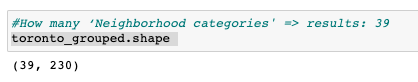 #How many ‘Neighborhood categories' => results: 39
toronto_grouped.shape
(39, 230)